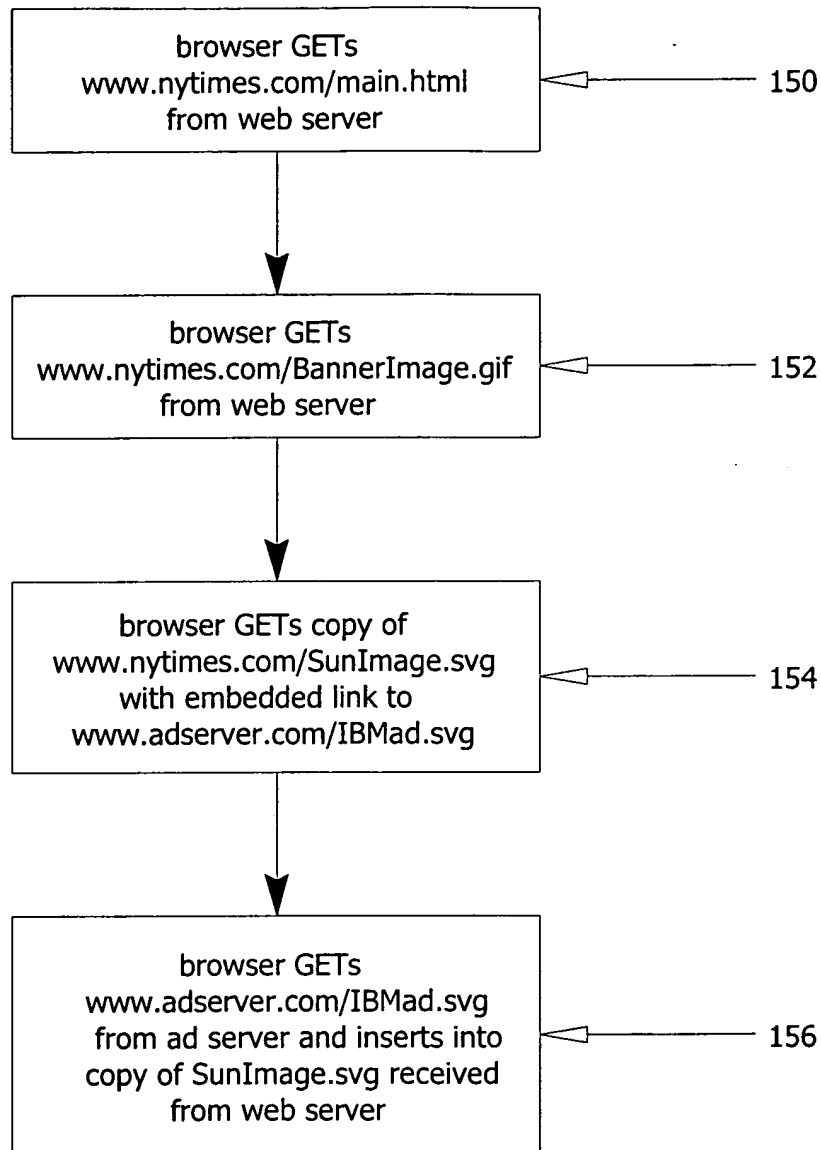 browser GETs
www.nytimes.com/main.html
from web server
150
browser GETs
www.nytimes.com/BannerImage.gif
from web server
152
browser GETs copy of
www.nytimes.com/SunImage.svg
with embedded link to
www.adserver.com/IBMad.svg
154
browser GETs
www.adserver.com/IBMad.svg
from ad server and inserts into
copy of SunImage.svg received
from web server
156